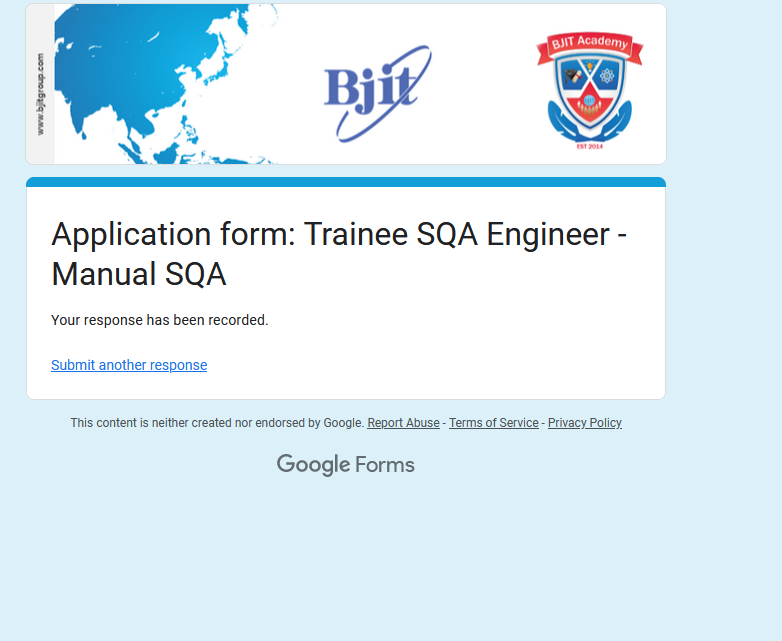 www.bjitgroup.com
Bjit
BJIT Academy
EST 2014
Application form: Trainee SQA Engineer -
Manual SQA
Your response has been recorded.
Submit another response
This content is neither created nor endorsed by Google. Report Abuse - Terms of Service - Privacy Policy
Google Forms